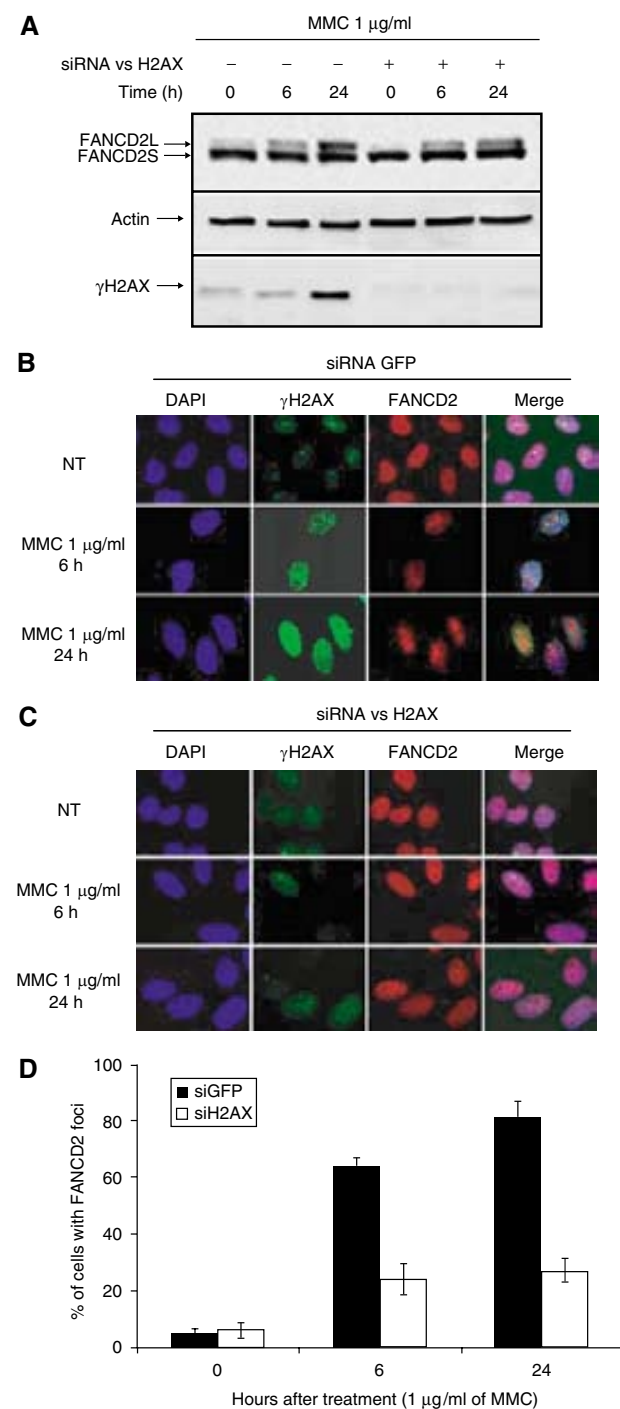 A
MMC 1 μg/ml
siRNA vs H2AX – – – + + +
Time (h) 0 6 24 0 6 24
FANCD2L
FANCD2S
Actin
γH2AX
B
siRNA GFP
DAPI γH2AX FANCD2 Merge
NT
MMC 1 μg/ml
6 h
MMC 1 μg/ml
24 h
C
siRNA vs H2AX
DAPI γH2AX FANCD2 Merge
NT
MMC 1 μg/ml
6 h
MMC 1 μg/ml
24 h
D
% of cells with FANCD2 foci
100
80
60
40
20
0
siGFP
siH2AX
0 6 24
Hours after treatment (1 μg/ml of MMC)